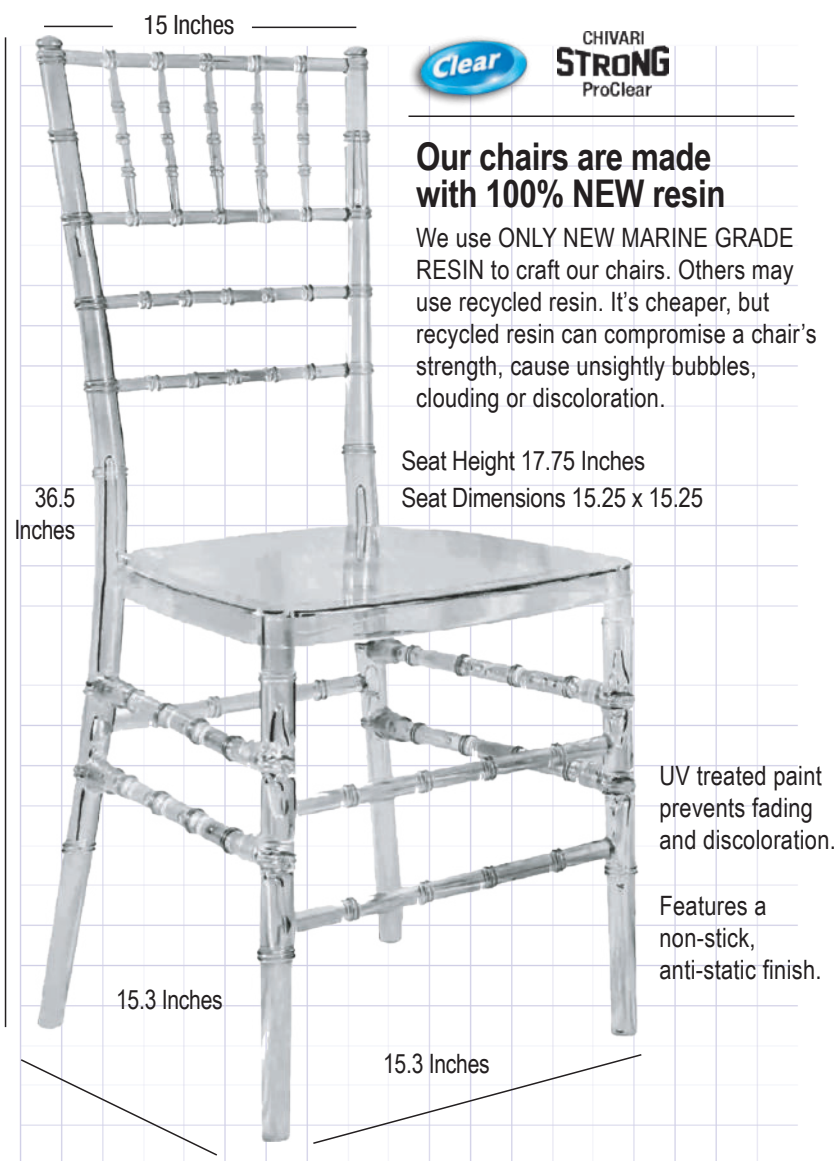 15 Inches
Clear
CHIVARI
STRONG
ProClear
Our chairs are made
with 100% NEW resin
We use ONLY NEW MARINE GRADE
RESIN to craft our chairs. Others may
use recycled resin. It’s cheaper, but
recycled resin can compromise a chair’s
strength, cause unsightly bubbles,
clouding or discoloration.
Seat Height 17.75 Inches
Seat Dimensions 15.25 x 15.25
36.5
Inches
UV treated paint
prevents fading
and discoloration.
Features a
non-stick,
anti-static finish.
15.3 Inches
15.3 Inches